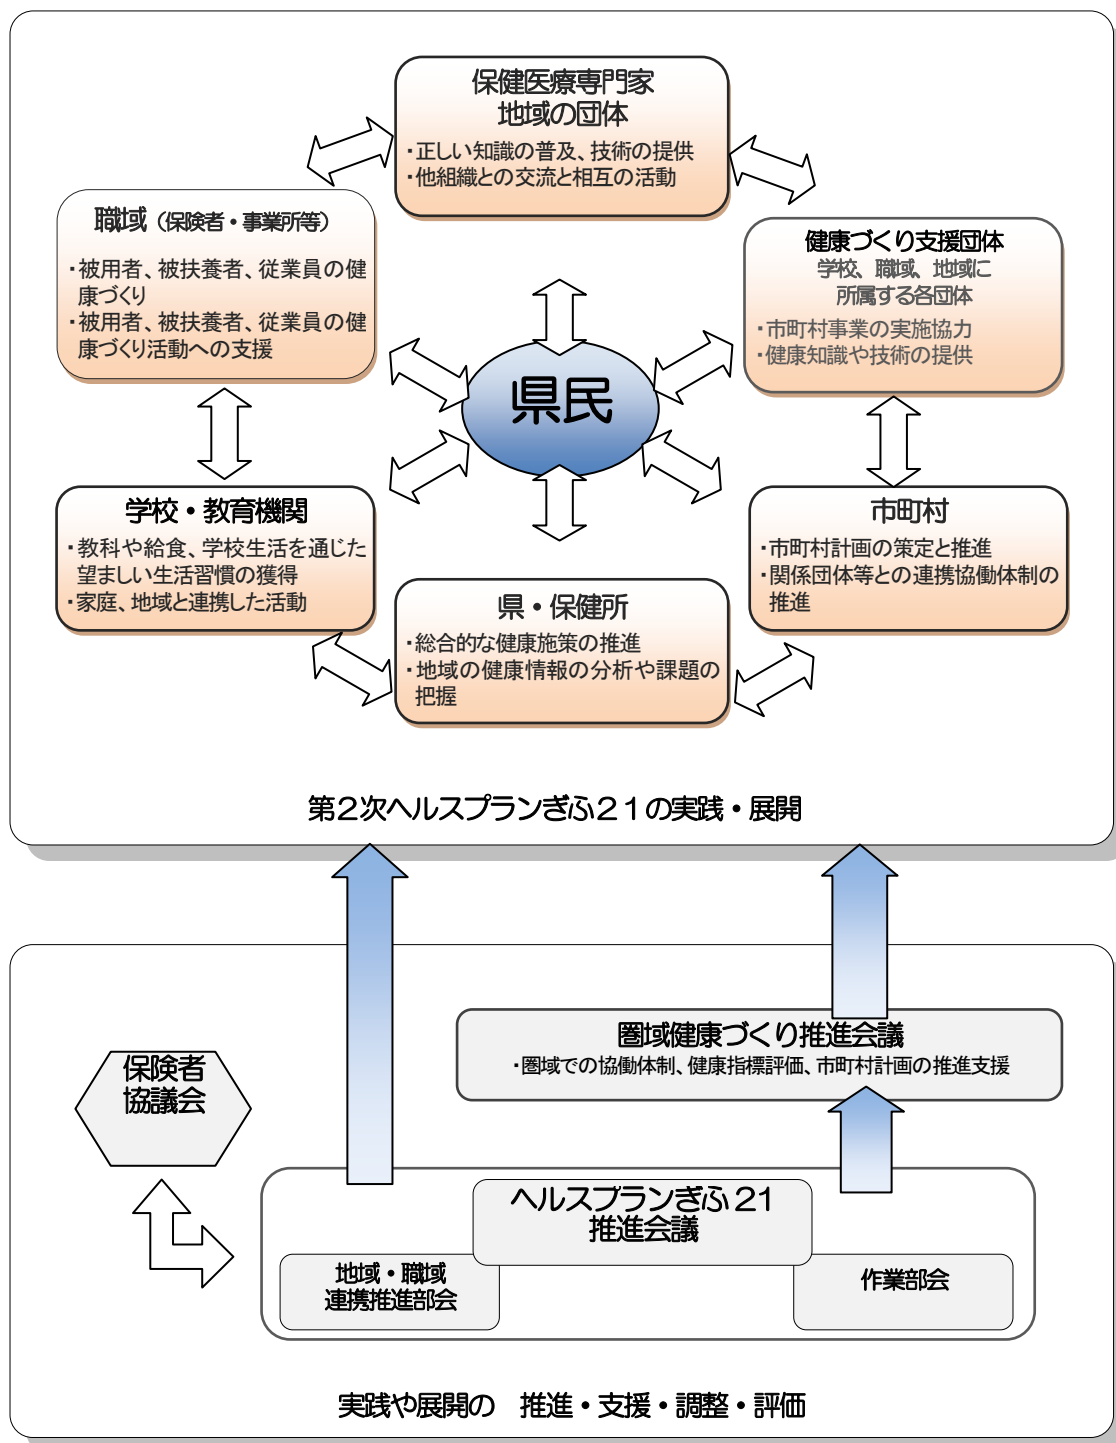 保健医療専門家
地域の団体
・正しい知識の普及、技術の提供
・他組織との交流と相互の活動
職域（保険者・事業所等）
・被用者、被扶養者、従業員の健
康づくり
・被用者、被扶養者、従業員の健
康づくり活動への支援
健康づくり支援団体
学校、職域、地域に
所属する各団体
・市町村事業の実施協力
・健康知識や技術の提供
県民
学校・教育機関
・教科や給食、学校生活を通じた
望ましい生活習慣の獲得
・家庭、地域と連携した活動
市町村
・市町村計画の策定と推進
・関係団体等との連携協働体制の
推進
県・保健所
・総合的な健康施策の推進
・地域の健康情報の分析や課題の
把握
第２次ヘルスプランぎふ２１の実践・展開
圏域健康づくり推進会議
・圏域での協働体制、健康指標評価、市町村計画の推進支援
保険者
協議会
ヘルスプランぎふ 21
推進会議
地域・職域
連携推進部会
作業部会
実践や展開の　推進・支援・調整・評価